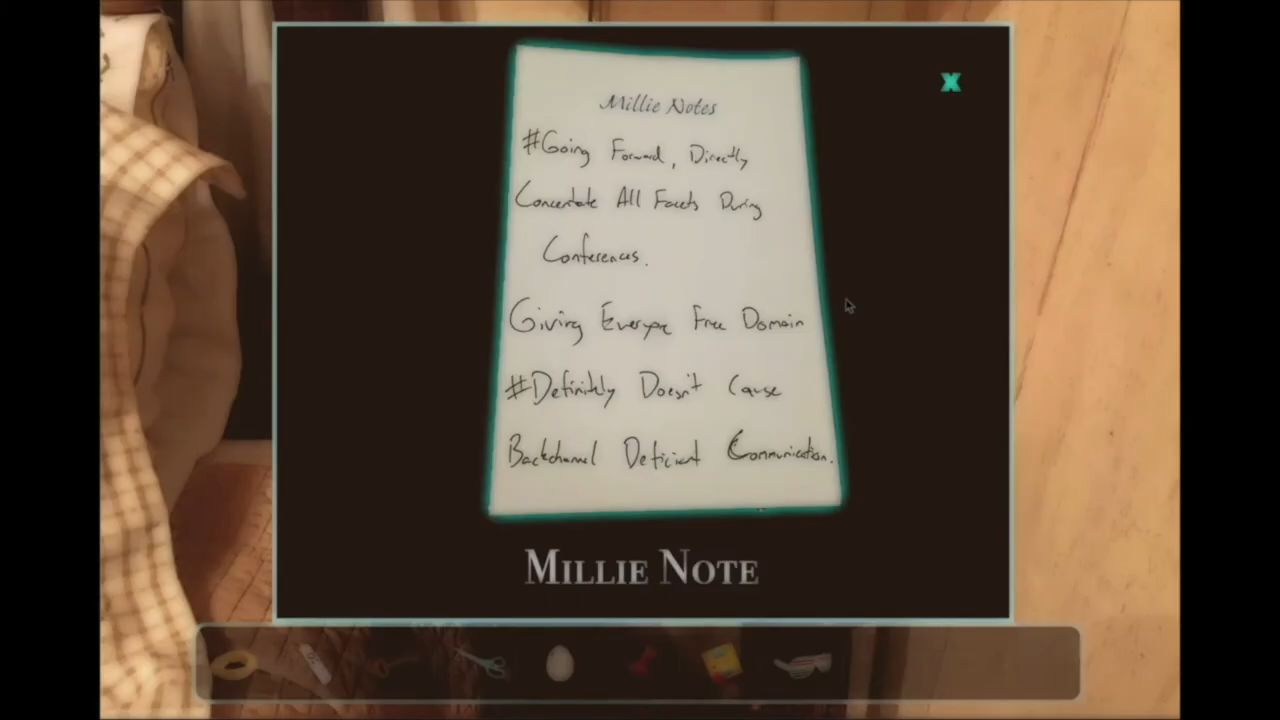 Millie Notes
#Going Forward, Directly
Concentate All Facets During
Conferences.
Giving Everyone Free Domain
#Definitely Doesn't Cause
Backchannel Deficient Communication.
X
MILLIE NOTE